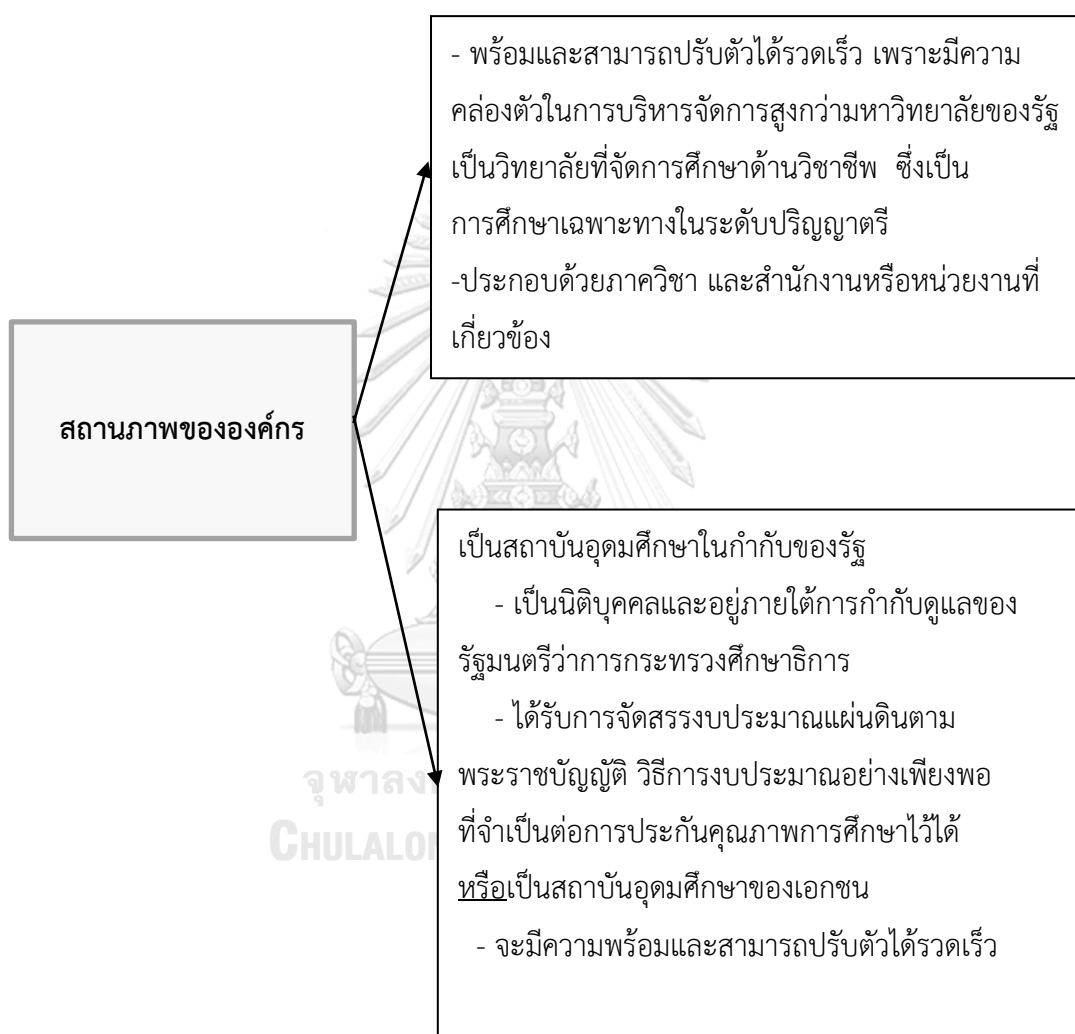 - พร้อมและสามารถปรับตัวได้รวดเร็ว เพราะมีความ
คล่องตัวในการบริหารจัดการสูงกว่ามหาวิทยาลัยของรัฐ
เป็นวิทยาลัยที่จัดการศึกษาด้านวิชาชีพ ซึ่งเป็น
การศึกษาเฉพาะทางในระดับปริญญาตรี
-ประกอบด้วยภาควิชา และสำนักงานหรือหน่วยงานที่
เกี่ยวข้อง
สถานภาพขององค์กร
เป็นสถาบันอุดมศึกษาในกำกับของรัฐ
- เป็นนิติบุคคลและอยู่ภายใต้การกำกับดูแลของ
รัฐมนตรีว่าการกระทรวงศึกษาธิการ
- ได้รับการจัดสรรงบประมาณแผ่นดินตาม
พระราชบัญญัติ วิธีการงบประมาณอย่างเพียงพอ
ที่จำเป็นต่อการประกันคุณภาพการศึกษาไว้ได้
หรือเป็นสถาบันอุดมศึกษาของเอกชน
- จะมีความพร้อมและสามารถปรับตัวได้รวดเร็ว